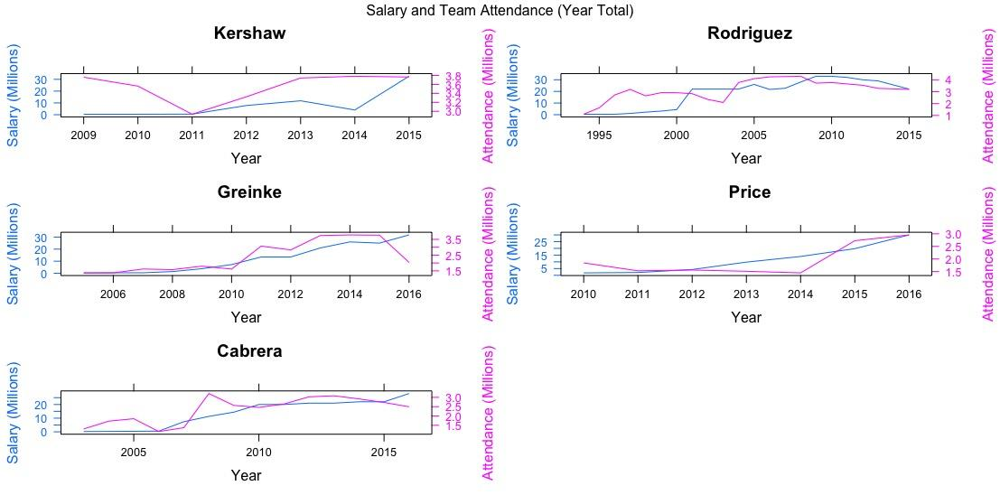 Salary and Team Attendance (Year Total)
Kershaw
Salary (Millions)
30
20
10
0
3.8
3.6
3.4
3.2
3.0
Attendance (Millions)
2009 2010 2011 2012 2013 2014 2015
Year
Rodriguez
Salary (Millions)
30
20
10
0
4
3
2
1
Attendance (Millions)
1995 2000 2005 2010 2015
Year
Greinke
Salary (Millions)
30
20
10
0
3.5
2.5
1.5
Attendance (Millions)
2006 2008 2010 2012 2014 2016
Year
Price
Salary (Millions)
25
15
5
3.0
2.5
2.0
1.5
Attendance (Millions)
2010 2011 2012 2013 2014 2015 2016
Year
Cabrera
Salary (Millions)
20
10
0
3.0
2.5
2.0
1.5
Attendance (Millions)
2005 2010 2015
Year